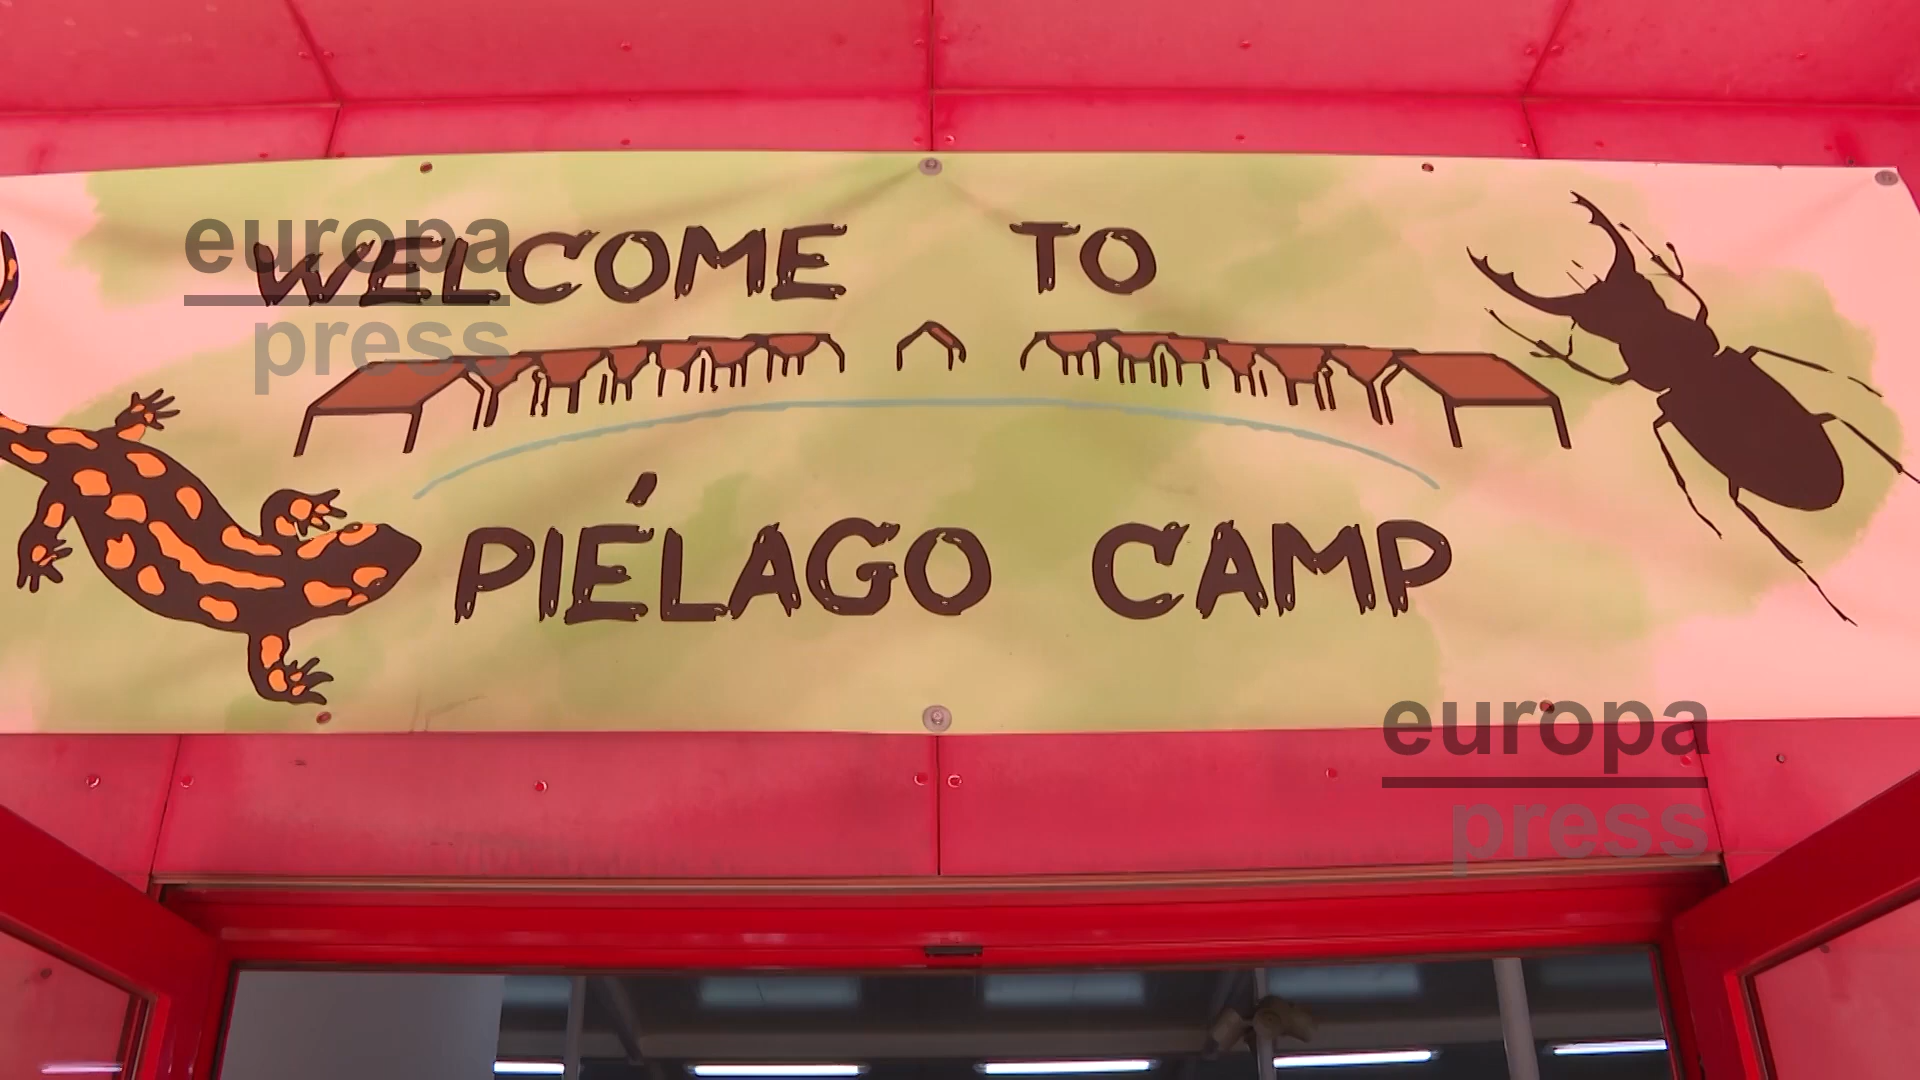 WELCOME TO
PIÉLAGO CAMP
europa
press
europa
press